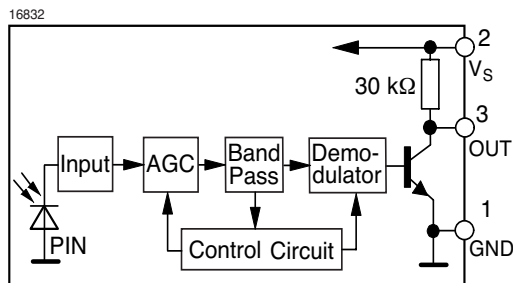 16832
2
V_S
30 kΩ
3
OUT
Input
AGC
Band
Pass
Demo-
dulator
1
GND
PIN
Control Circuit